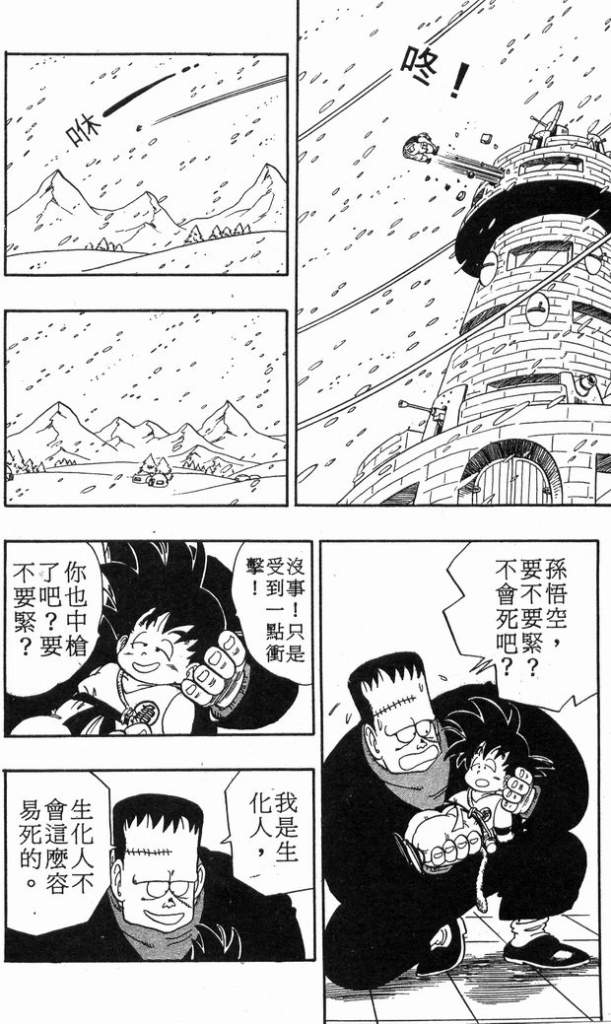 咚！
咻
孫悟空，
要不要緊？
不會死吧？
沒事！只是
受到一點衝
擊！
你也中槍
了吧？要
不要緊？
我是生
化人，
生化人不
會這麼容
易死的。